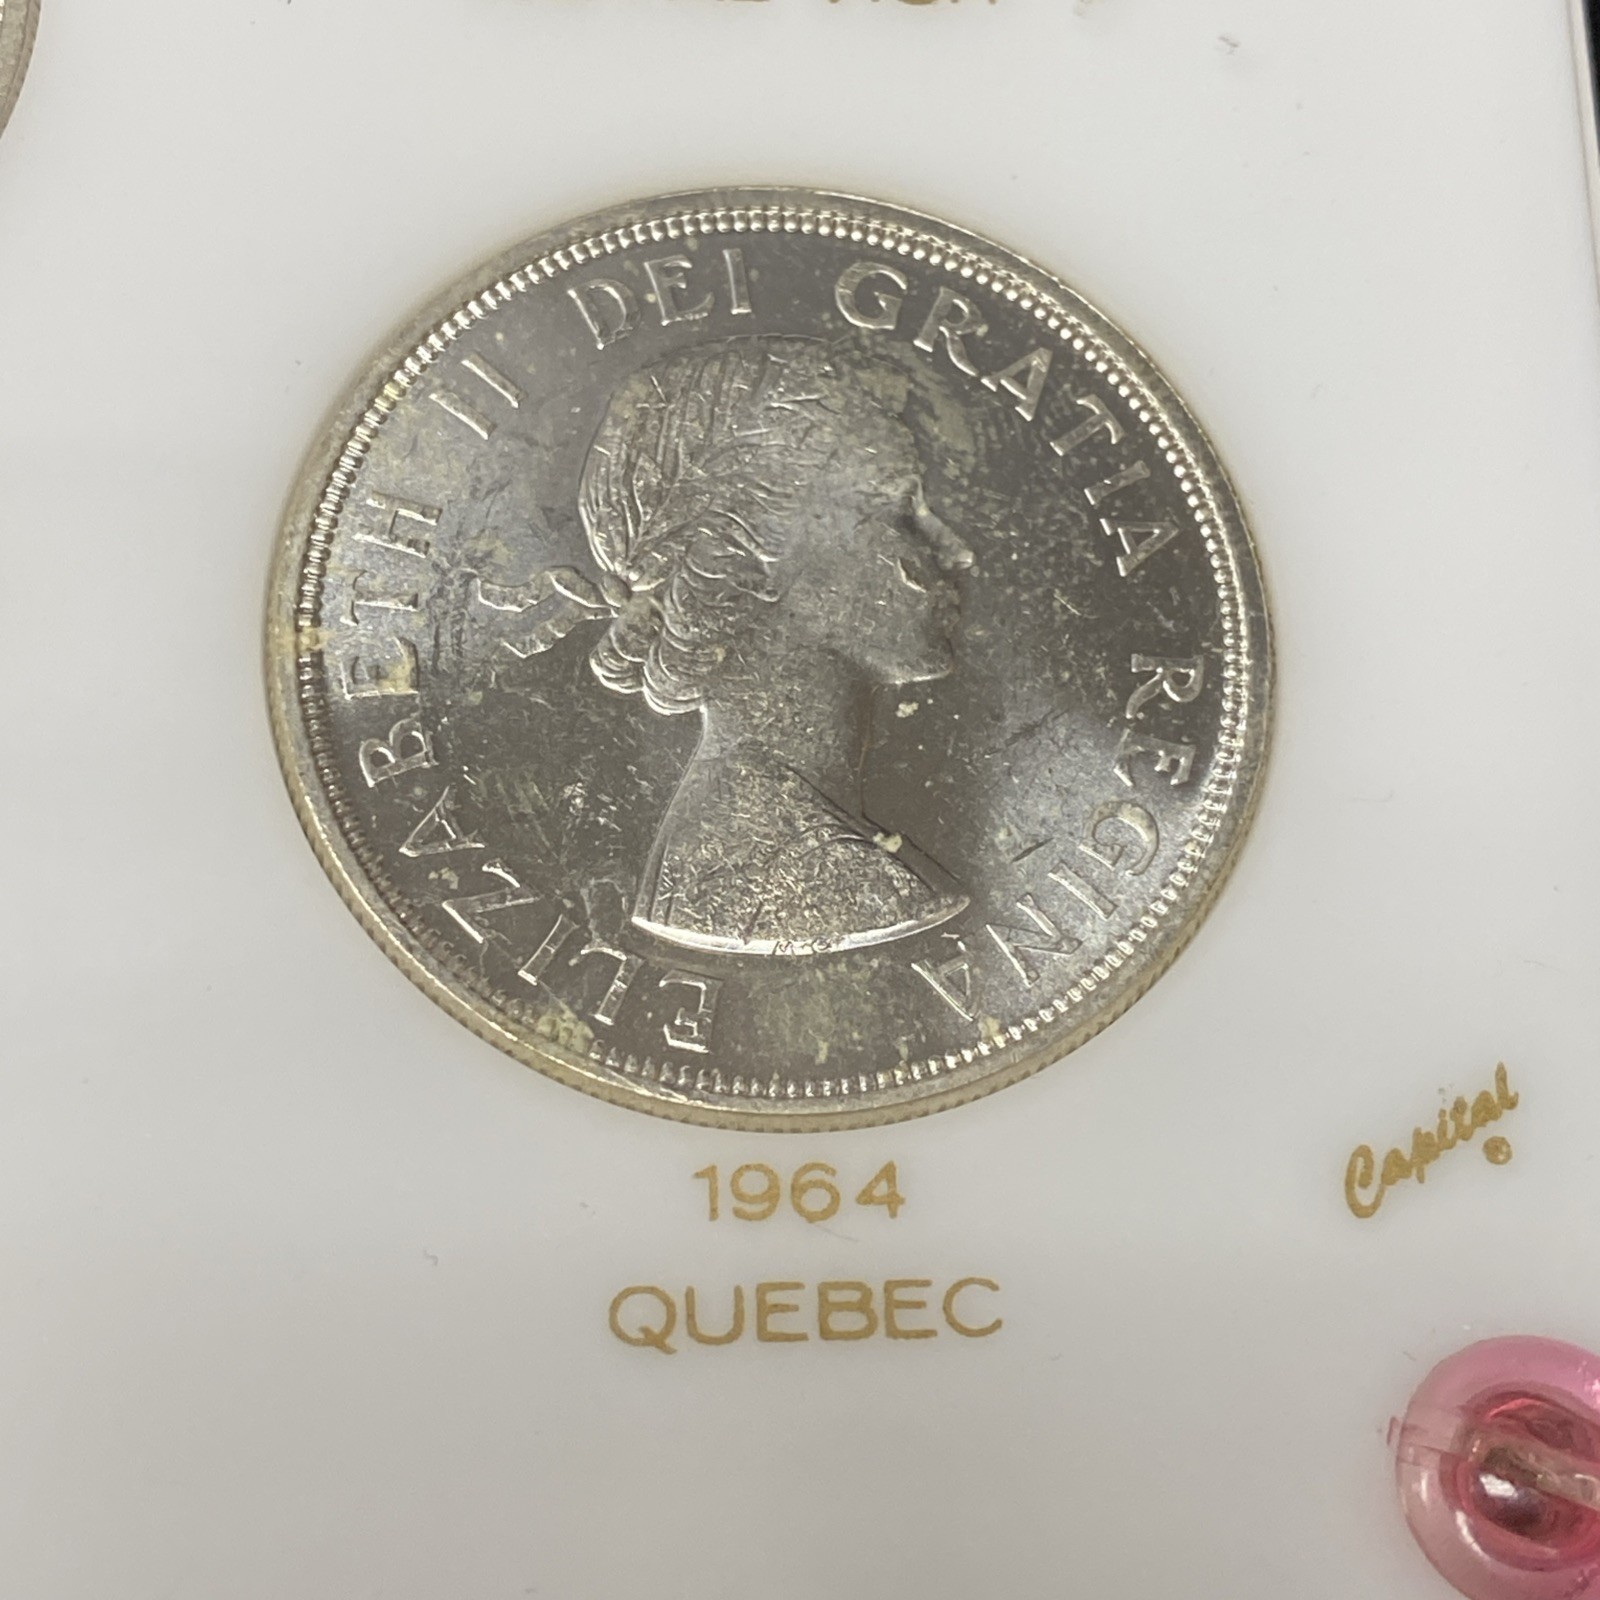 ELIZABETH II DEI GRATIA REGINA
1964
QUEBEC
Capital ®